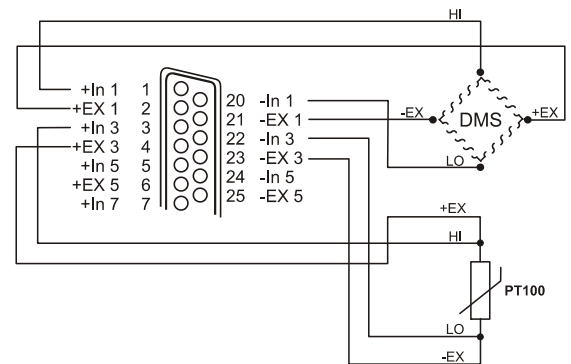 HI
+In 1 1
+EX 1 2
+In 3 3
+EX 3 4
+In 5 5
+EX 5 6
+In 7 7
20 -In 1
21 -EX 1
22 -In 3
23 -EX 3
24 -In 5
25 -EX 5
-EX
DMS
+EX
LO
+EX
HI
PT100
LO
-EX